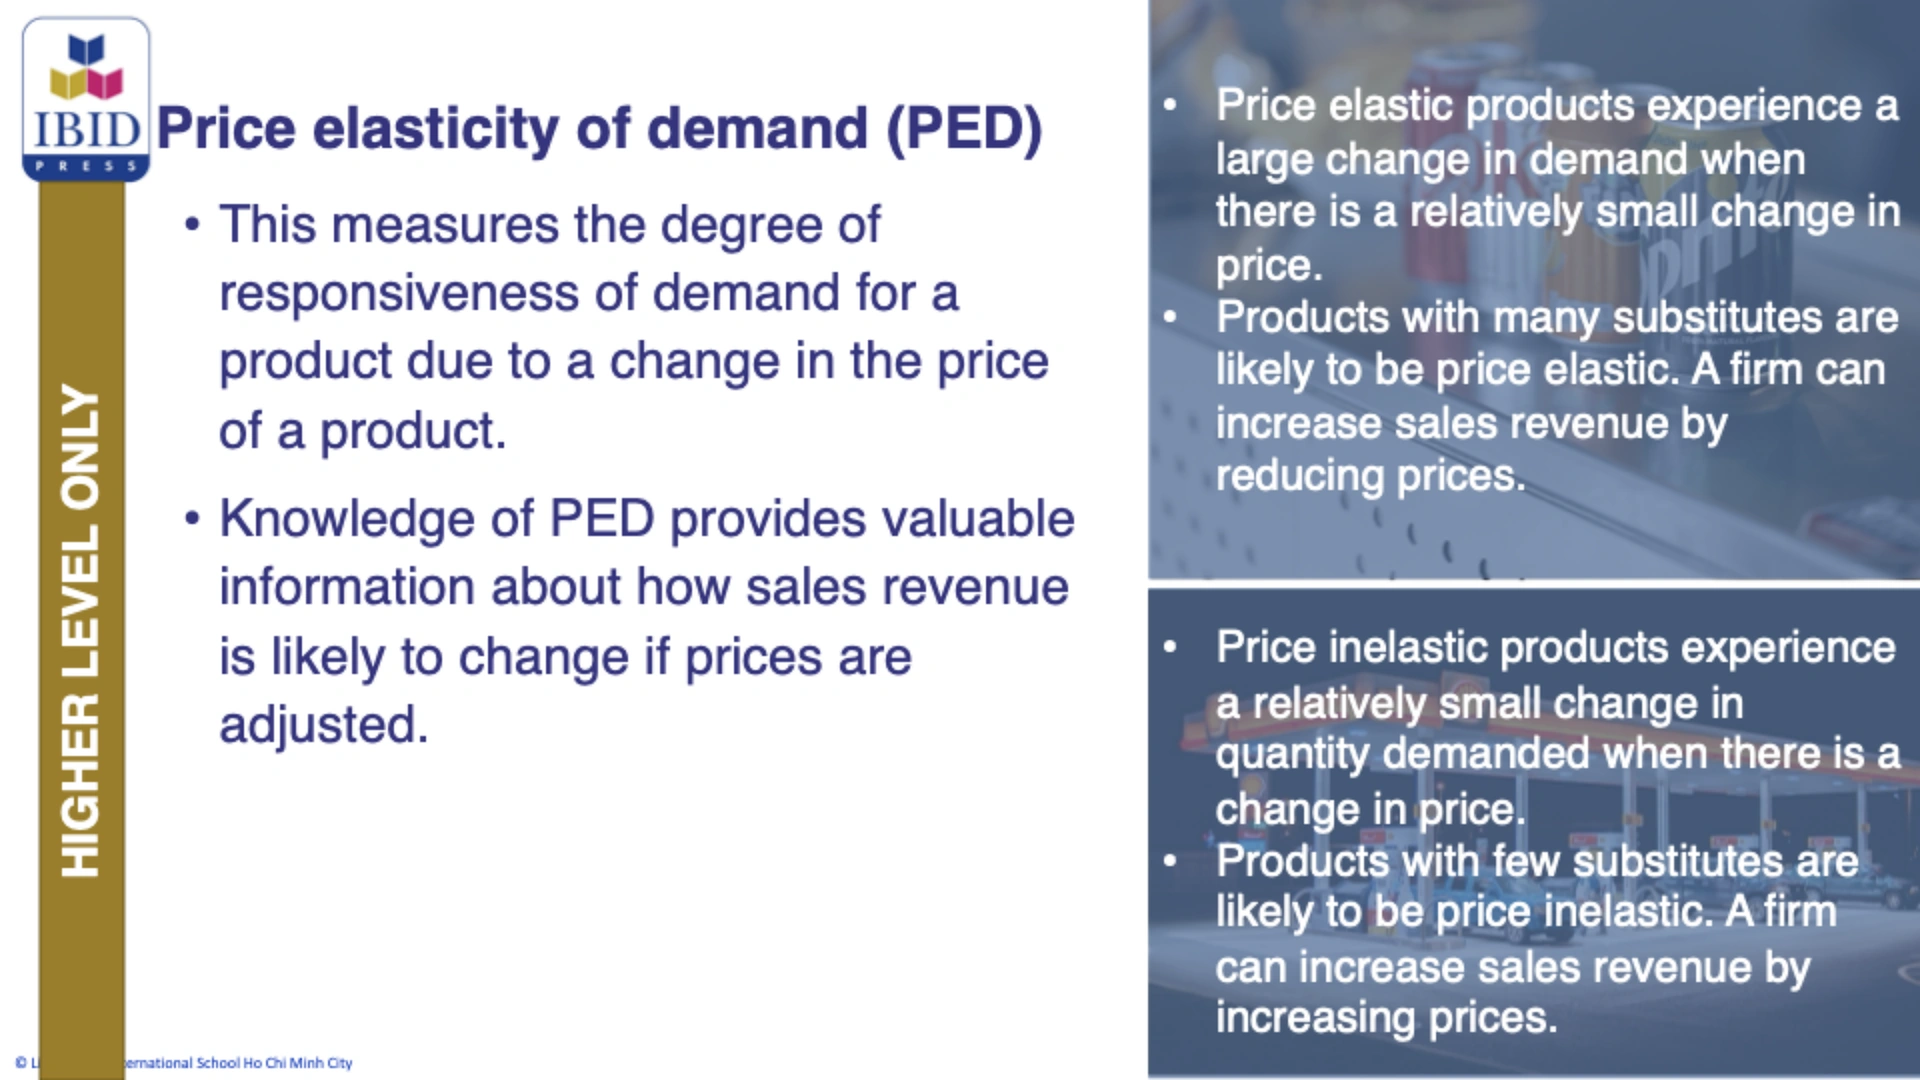 IBID
PRESS
Price elasticity of demand (PED)
• This measures the degree of
responsiveness of demand for a
product due to a change in the price
of a product.
• Knowledge of PED provides valuable
information about how sales revenue
is likely to change if prices are
adjusted.
HIGHER LEVEL ONLY
• Price elastic products experience a
large change in demand when
there is a relatively small change in
price.
• Products with many substitutes are
likely to be price elastic. A firm can
increase sales revenue by
reducing prices.
• Price inelastic products experience
a relatively small change in
quantity demanded when there is a
change in price.
• Products with few substitutes are
likely to be price inelastic. A firm
can increase sales revenue by
increasing prices.
© L ernational School Ho Chi Minh City